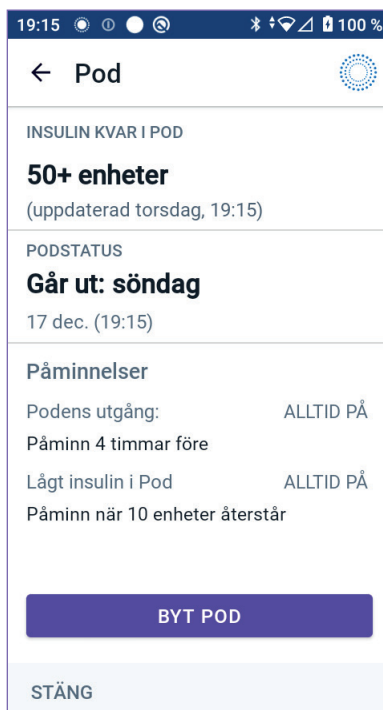 19:15 100 %
Pod
INSULIN KVAR I POD
50+ enheter
(uppdaterad torsdag, 19:15)
PODSTATUS
Går ut: söndag
17 dec. (19:15)
Påminnelser
Podens utgång: ALLTID PÅ
Påminn 4 timmar före
Lågt insulin i Pod ALLTID PÅ
Påminn när 10 enheter återstår
BYT POD
STÄNG